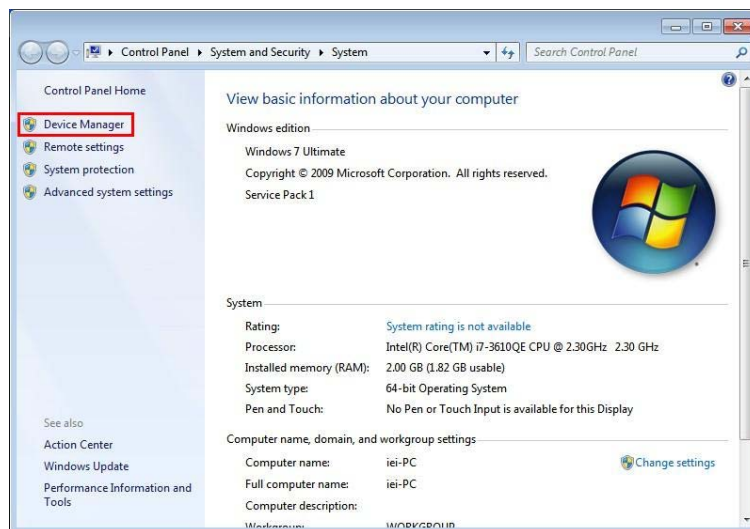 Control Panel ▸ System and Security ▸ System
Search Control Panel
Control Panel Home
Device Manager
Remote settings
System protection
Advanced system settings
See also
Action Center
Windows Update
Performance Information and
Tools
View basic information about your computer
Windows edition
Windows 7 Ultimate
Copyright © 2009 Microsoft Corporation. All rights reserved.
Service Pack 1
System
Rating: System rating is not available
Processor: Intel(R) Core(TM) i7-3610QE CPU @ 2.30GHz 2.30 GHz
Installed memory (RAM): 2.00 GB (1.82 GB usable)
System type: 64-bit Operating System
Pen and Touch: No Pen or Touch Input is available for this Display
Computer name, domain, and workgroup settings
Computer name: iei-PC Change settings
Full computer name: iei-PC
Computer description:
Workgroup: WORKGROUP